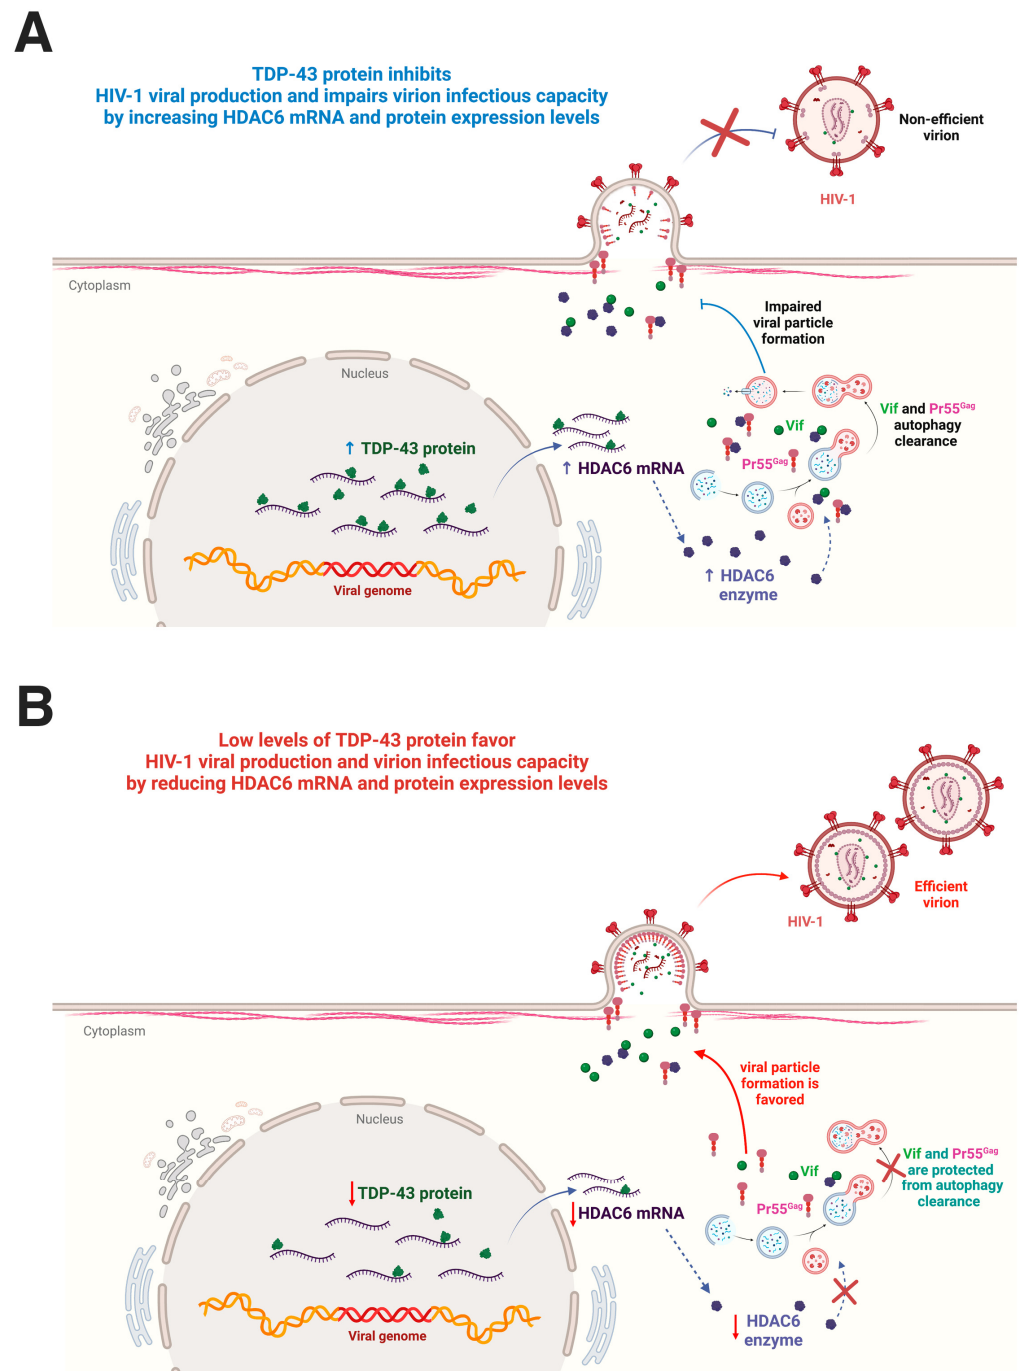 A
TDP-43 protein inhibits
HIV-1 viral production and impairs virion infectious capacity
by increasing HDAC6 mRNA and protein expression levels
Non-efficient
virion
HIV-1
Cytoplasm
Impaired
viral particle
formation
Nucleus
↑ TDP-43 protein
↑ HDAC6 mRNA
Vif
Pr55Gag
Vif and Pr55Gag
autophagy
clearance
↑ HDAC6
enzyme
Viral genome
B
Low levels of TDP-43 protein favor
HIV-1 viral production and virion infectious capacity
by reducing HDAC6 mRNA and protein expression levels
Efficient
virion
HIV-1
Cytoplasm
viral particle
formation is
favored
Nucleus
↓ TDP-43 protein
↓ HDAC6 mRNA
Vif
Pr55Gag
Vif and Pr55Gag
are protected
from autophagy
clearance
↓ HDAC6
enzyme
Viral genome